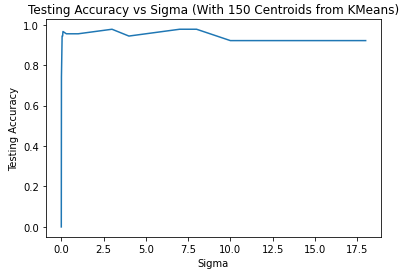 Testing Accuracy vs Sigma (With 150 Centroids from KMeans)
1.0
0.8
0.6
0.4
0.2
0.0
Testing Accuracy
0.0 2.5 5.0 7.5 10.0 12.5 15.0 17.5
Sigma